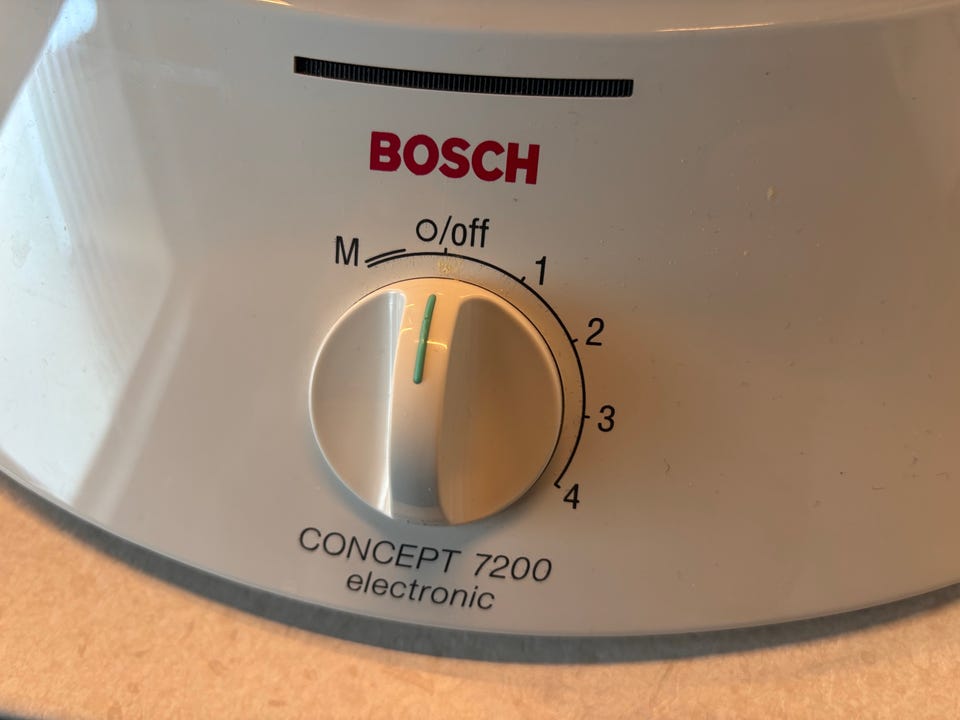 BOSCH
M O/off 1
2
3
4
CONCEPT 7200
electronic